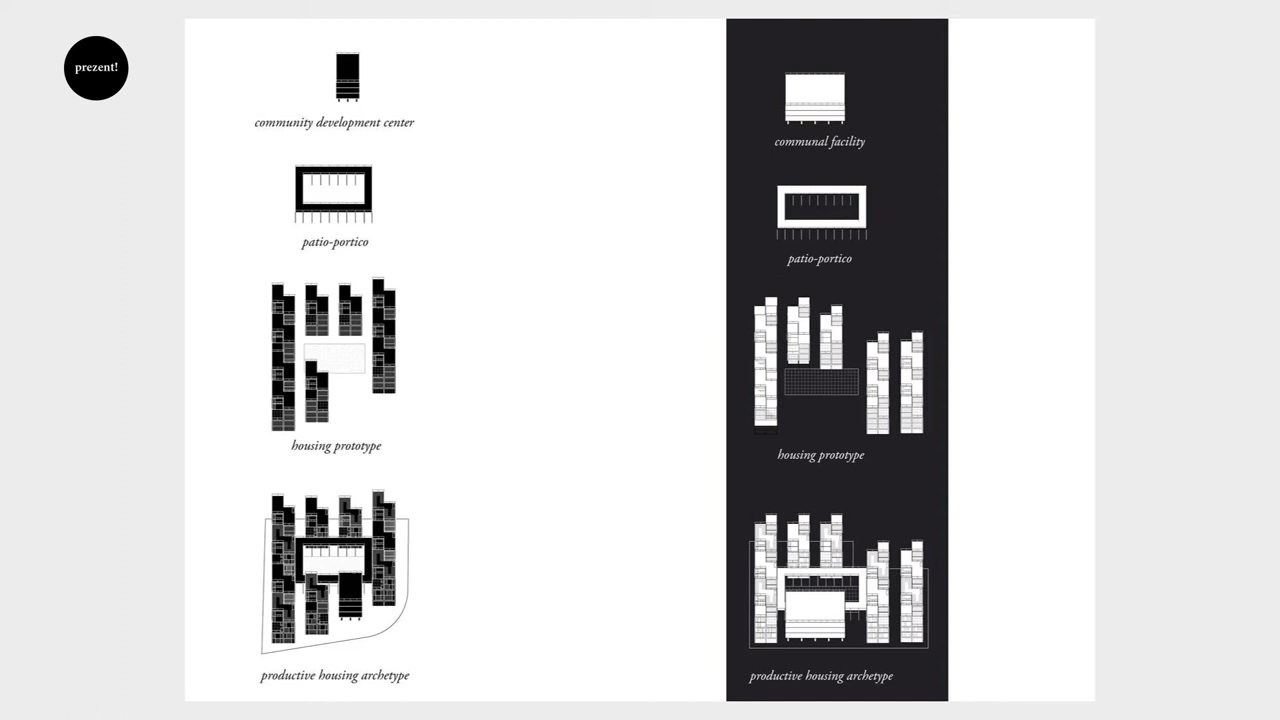 prezent!
community development center
patio-portico
housing prototype
productive housing archetype
communal facility
patio-portico
housing prototype
productive housing archetype